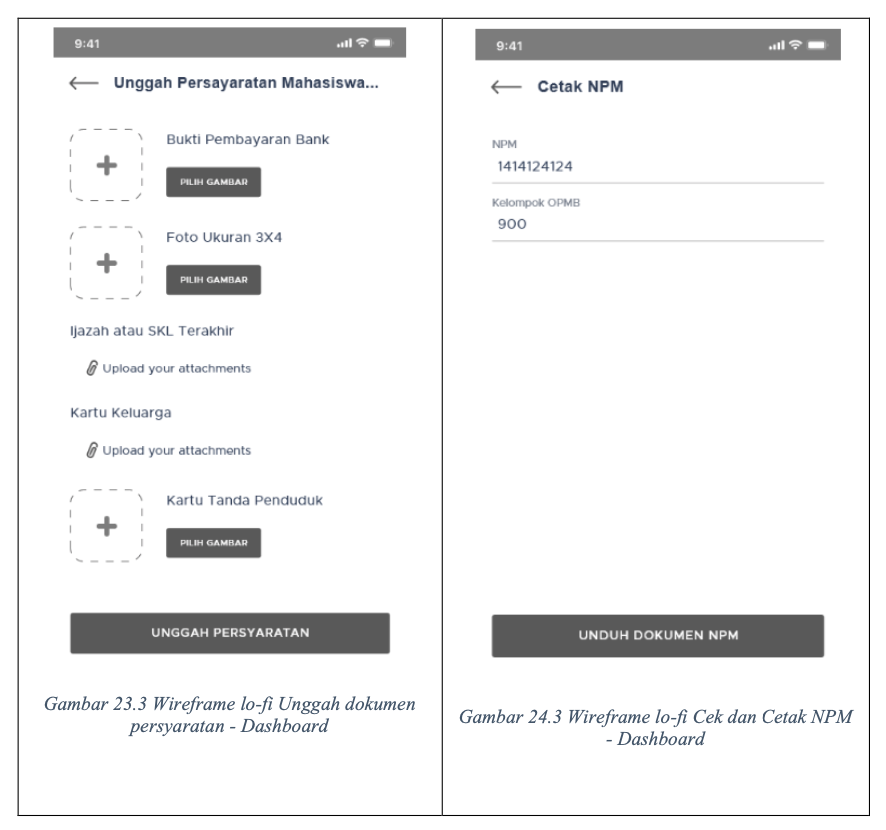 9:41
Unggah Persayaratan Mahasiswa...
Bukti Pembayaran Bank
PILIH GAMBAR
Foto Ukuran 3X4
PILIH GAMBAR
Ijazah atau SKL Terakhir
Upload your attachments
Kartu Keluarga
Upload your attachments
Kartu Tanda Penduduk
PILIH GAMBAR
UNGGAH PERSYARATAN
Gambar 23.3 Wireframe lo-fi Unggah dokumen
persyaratan - Dashboard
9:41
Cetak NPM
NPM
1414124124
Kelompok OPMB
900
UNDUH DOKUMEN NPM
Gambar 24.3 Wireframe lo-fi Cek dan Cetak NPM
- Dashboard